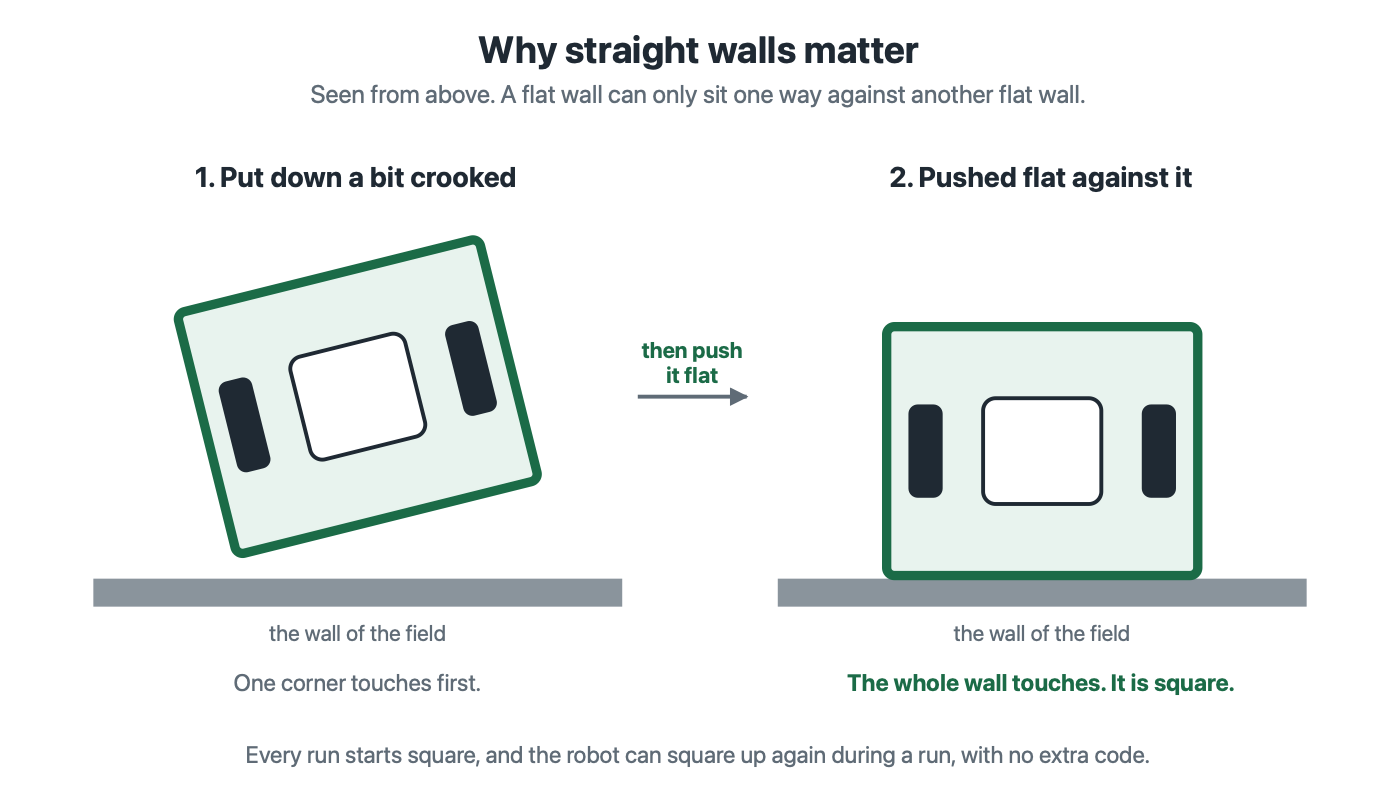 Why straight walls matter
Seen from above. A flat wall can only sit one way against another flat wall.
1. Put down a bit crooked
2. Pushed flat against it
then push
it flat
the wall of the field
the wall of the field
One corner touches first.
The whole wall touches. It is square.
Every run starts square, and the robot can square up again during a run, with no extra code.